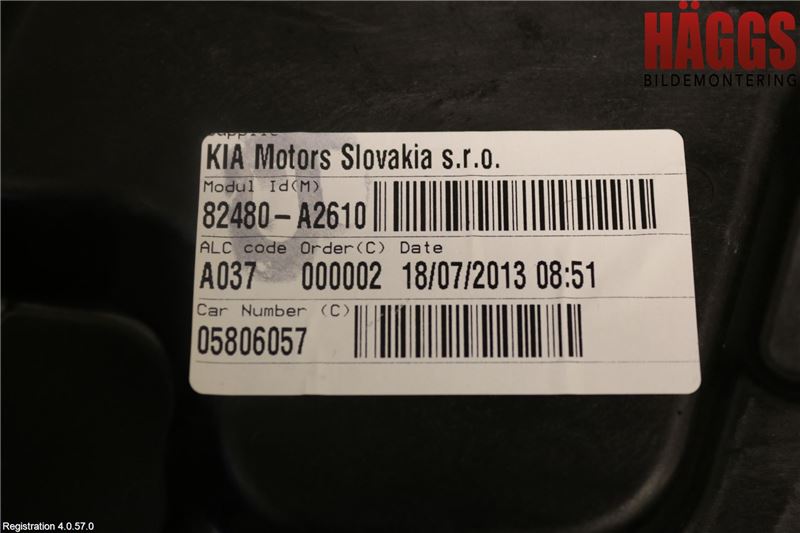 HÄGGS
BILDEMONTERING
KIA Motors Slovakia s.r.o.
Modul Id(M)
82480-A2610
ALC code Order(C) Date
A037 000002 18/07/2013 08:51
Car Number (C)
05806057
Registration 4.0.57.0